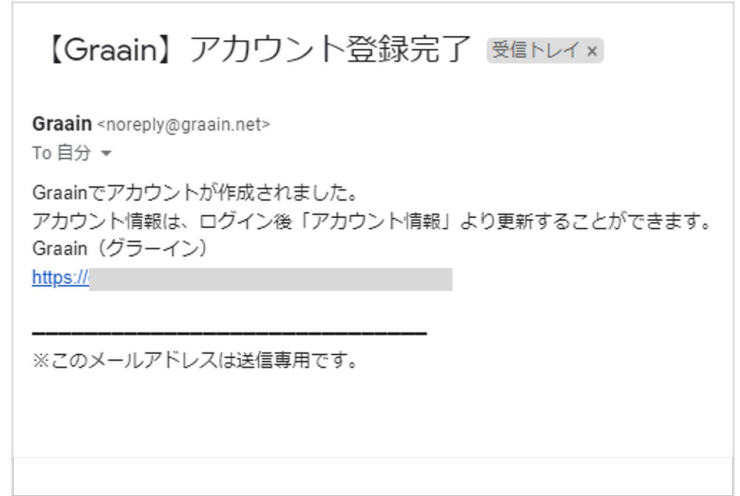 【Graain】アカウント登録完了 受信トレイ ×
Graain <noreply@graain.net>
To 自分
Graainでアカウントが作成されました。
アカウント情報は、ログイン後「アカウント情報」より更新することができます。
Graain（グラーイン）
https://
※このメールアドレスは送信専用です。